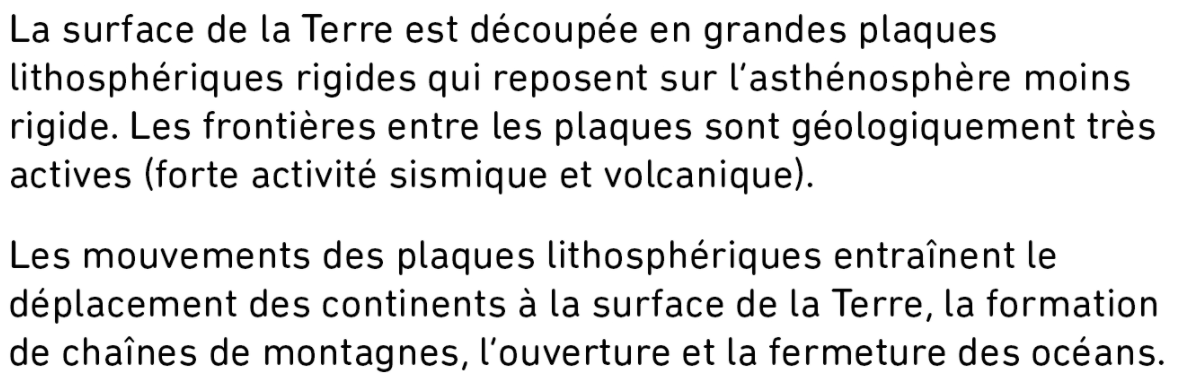 La surface de la Terre est découpée en grandes plaques
lithosphériques rigides qui reposent sur l’asthénosphère moins
rigide. Les frontières entre les plaques sont géologiquement très
actives (forte activité sismique et volcanique).
Les mouvements des plaques lithosphériques entraînent le
déplacement des continents à la surface de la Terre, la formation
de chaînes de montagnes, l’ouverture et la fermeture des océans.